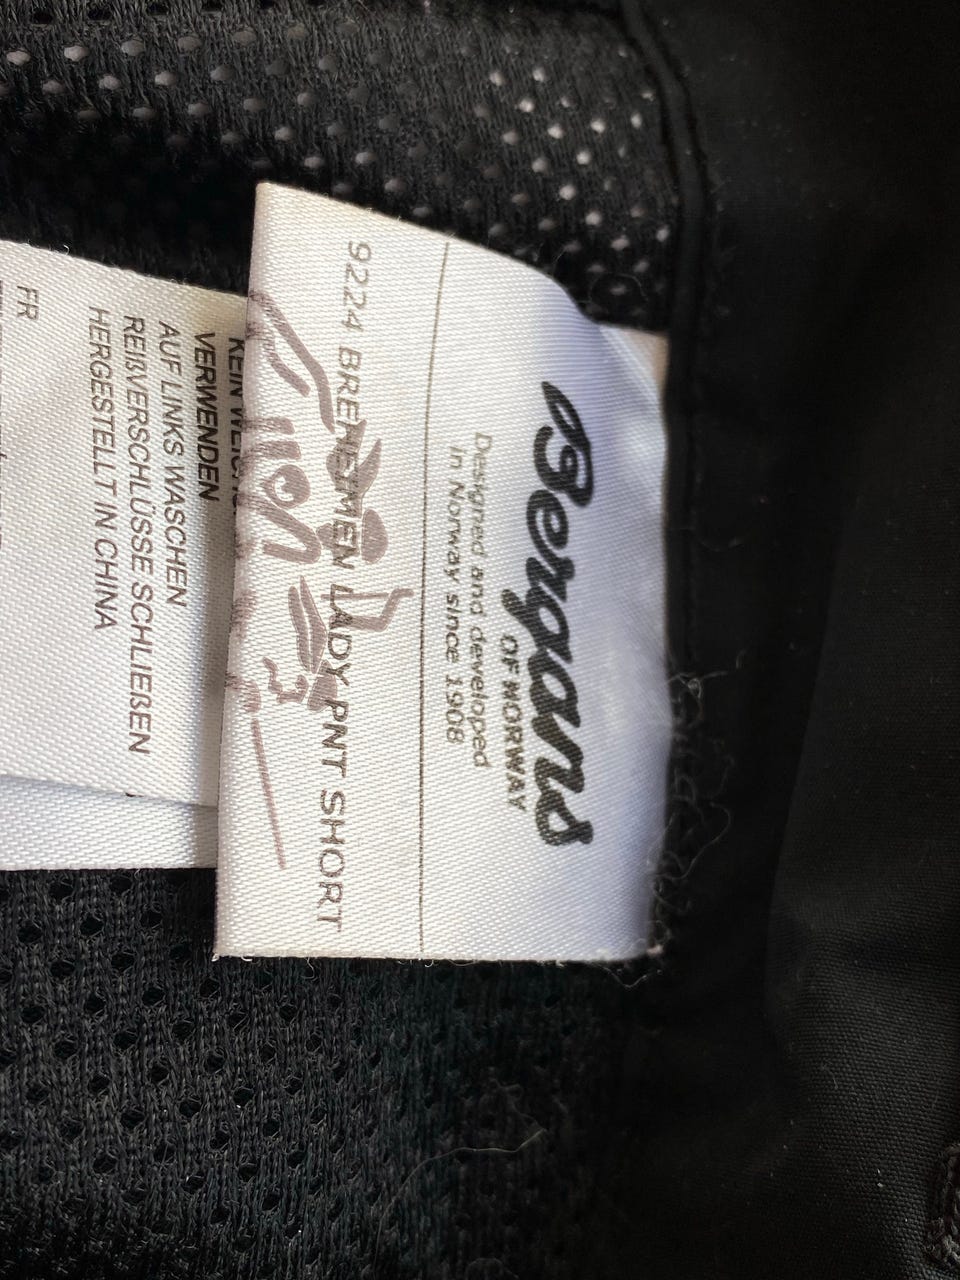 Bergans
OF NORWAY
Designed and developed
in Norway since 1908
9224 BREHEIMEN LADY PNT SHORT
VERWENDEN
AUF LINKS WASCHEN
REIßVERSCHLÜSSE SCHLIEßEN
HERGESTELLT IN CHINA
FR